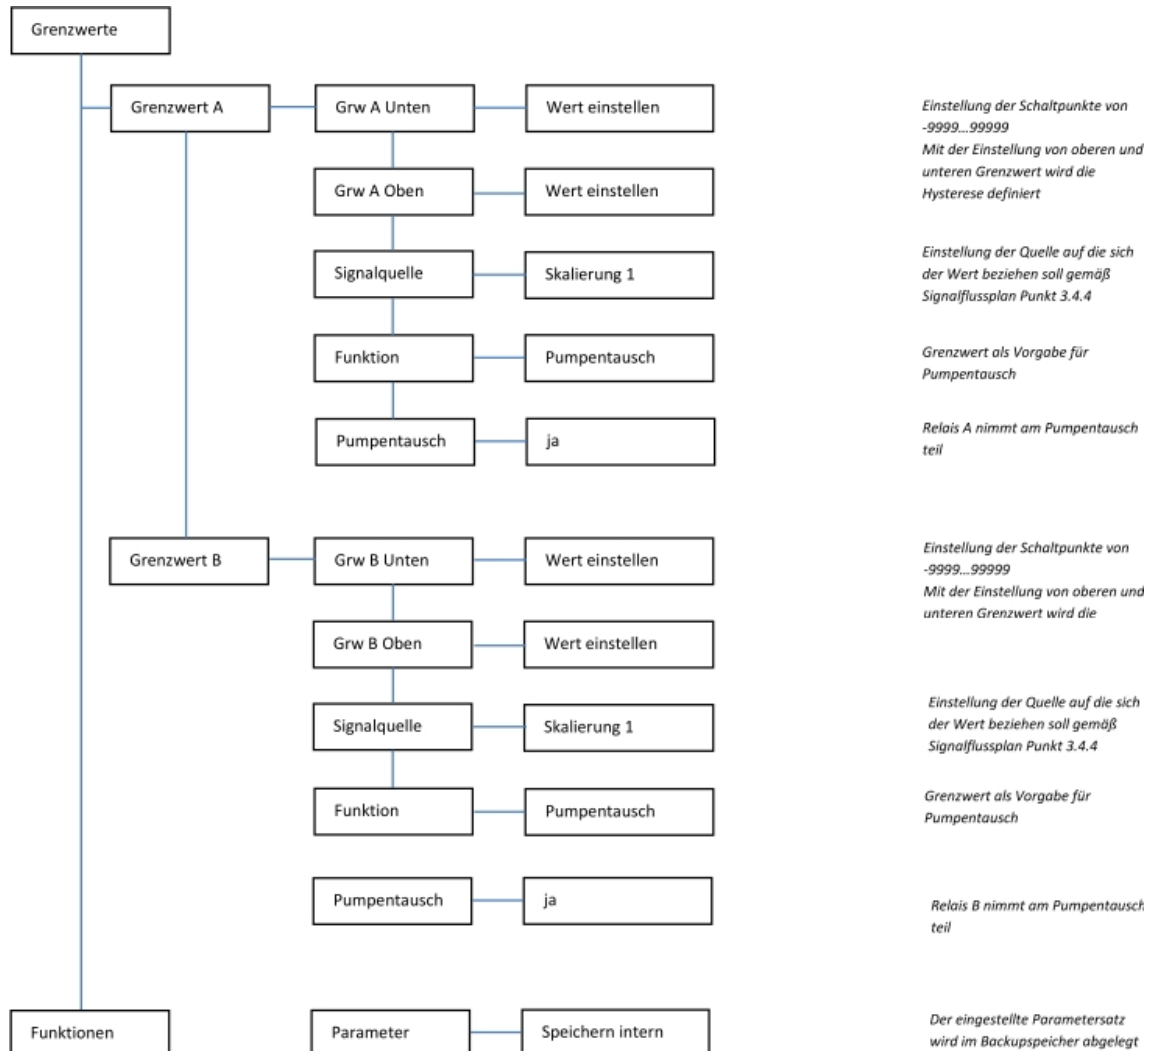 Grenzwerte
Grenzwert A
Grw A Unten
Wert einstellen
Einstellung der Schaltpunkte von
-9999...99999
Mit der Einstellung von oberen und
unteren Grenzwert wird die
Hysterese definiert
Grw A Oben
Wert einstellen
Signalquelle
Skalierung 1
Einstellung der Quelle auf die sich
der Wert beziehen soll gemäß
Signalflussplan Punkt 3.4.4
Funktion
Pumpentausch
Grenzwert als Vorgabe für
Pumpentausch
Pumpentausch
ja
Relais A nimmt am Pumpentausch
teil
Grenzwert B
Grw B Unten
Wert einstellen
Einstellung der Schaltpunkte von
-9999...99999
Mit der Einstellung von oberen und
unteren Grenzwert wird die
Grw B Oben
Wert einstellen
Signalquelle
Skalierung 1
Einstellung der Quelle auf die sich
der Wert beziehen soll gemäß
Signalflussplan Punkt 3.4.4
Funktion
Pumpentausch
Grenzwert als Vorgabe für
Pumpentausch
Pumpentausch
ja
Relais B nimmt am Pumpentausch
teil
Funktionen
Parameter
Speichern intern
Der eingestellte Parametersatz
wird im Backupspeicher abgelegt